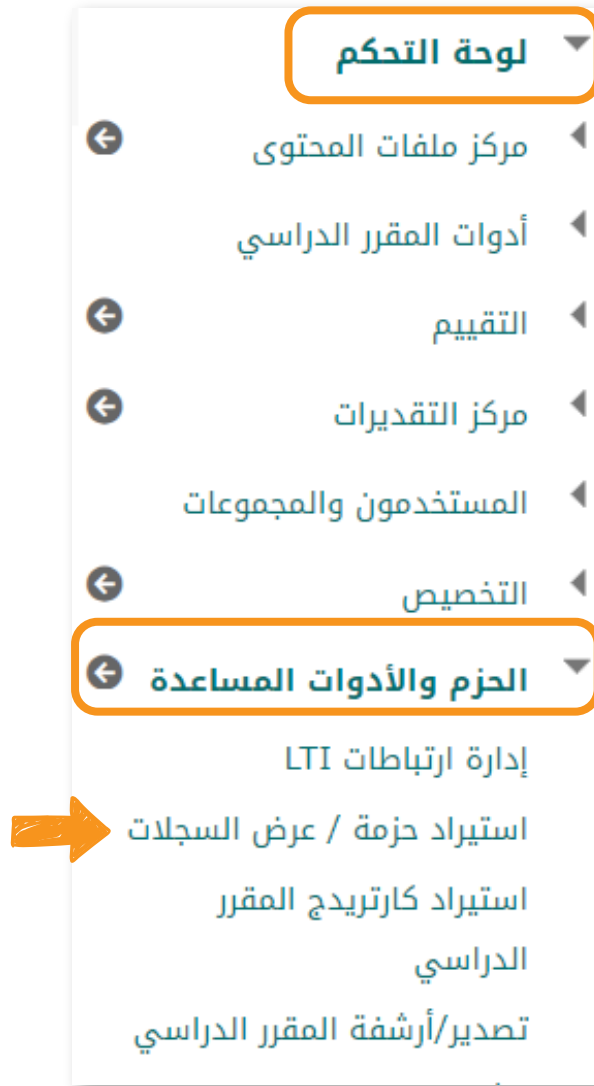 لوحة التحكم
مركز ملفات المحتوى
أدوات المقرر الدراسي
التقييم
مركز التقديرات
المستخدمون والمجموعات
التخصيص
الحزم والأدوات المساعدة
إدارة ارتباطات LTI
استيراد حزمة / عرض السجلات
استيراد كارتريدج المقرر
الدراسي
تصدير/أرشفة المقرر الدراسي